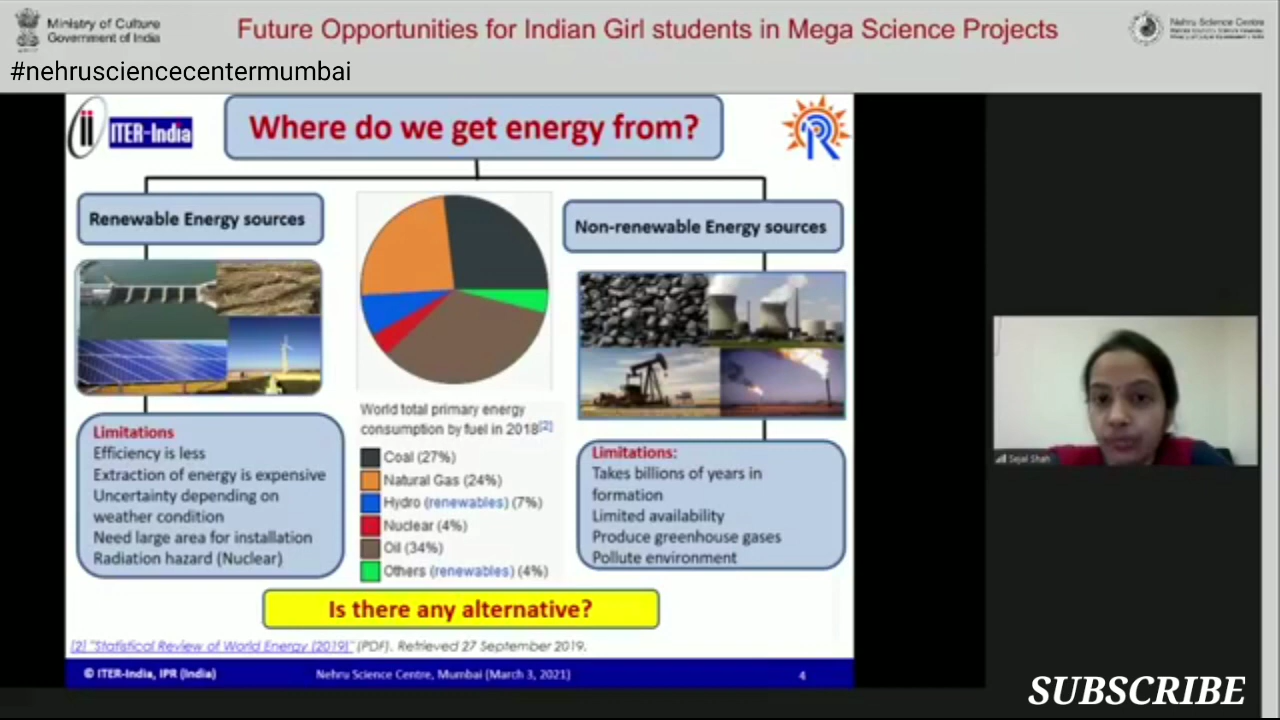 Ministry of Culture
Government of India
Future Opportunities for Indian Girl students in Mega Science Projects
Nehru Science Centre
#nehrusciencecentermumbai
ii
ITER-India
Where do we get energy from?
Renewable Energy sources
Non-renewable Energy sources
World total primary energy
consumption by fuel in 2018[2]
Coal (27%)
Natural Gas (24%)
Hydro (renewables) (7%)
Nuclear (4%)
Oil (34%)
Others (renewables) (4%)
Limitations
Efficiency is less
Extraction of energy is expensive
Uncertainty depending on
weather condition
Need large area for installation
Radiation hazard (Nuclear)
Limitations:
Takes billions of years in
formation
Limited availability
Produce greenhouse gases
Pollute environment
Is there any alternative?
[2] "Statistical Review of World Energy (2019)" (PDF). Retrieved 27 September 2019.
© ITER-India, IPR (India)
Nehru Science Centre, Mumbai (March 3, 2021)
4
Sejal Shah
SUBSCRIBE